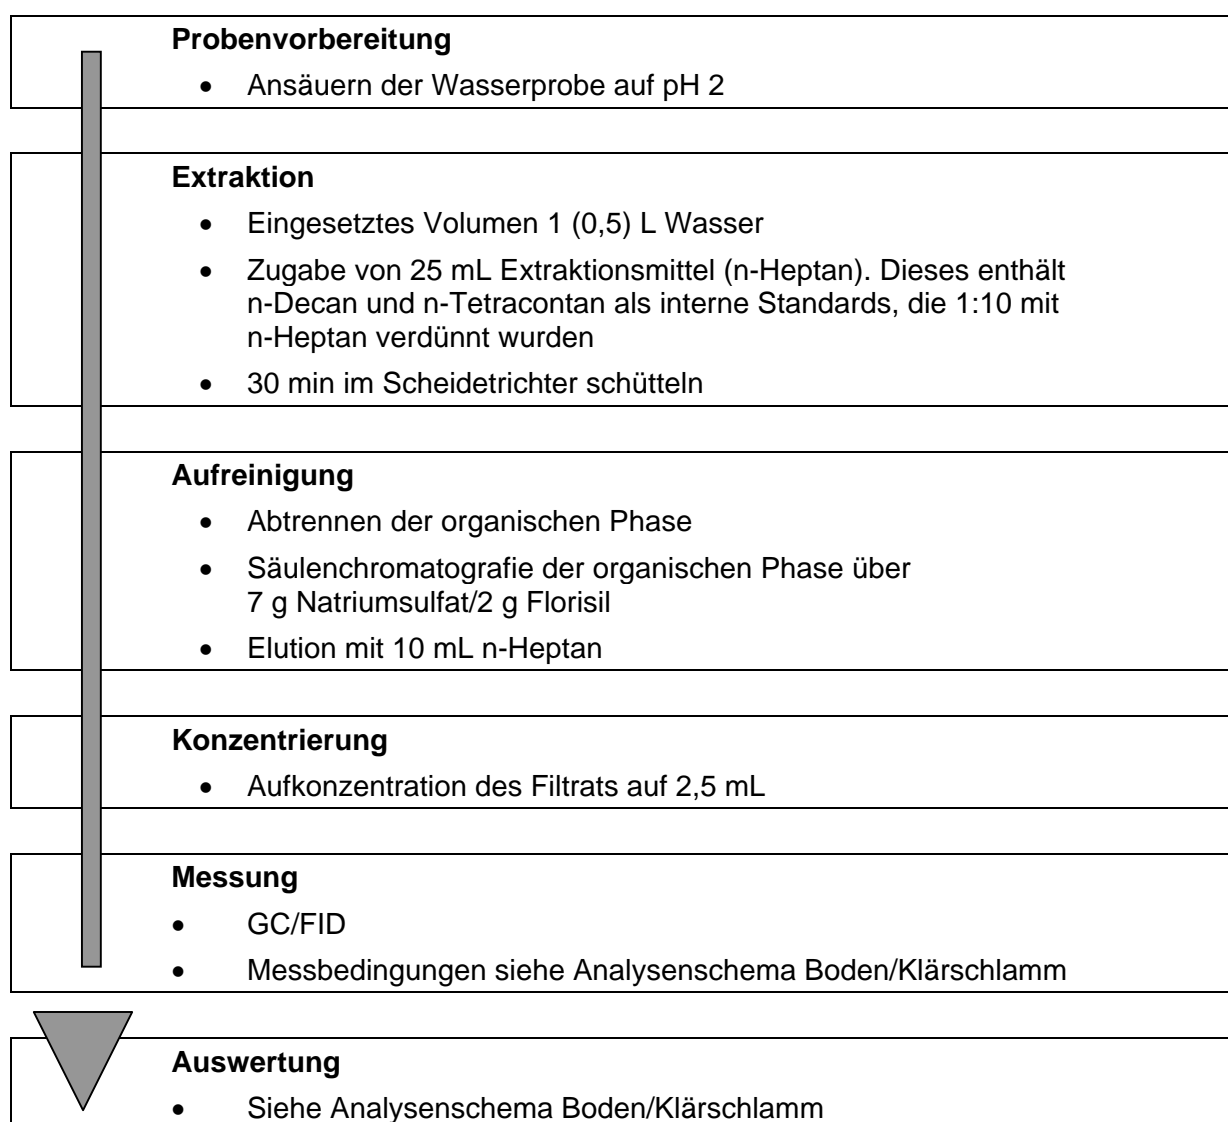 Probenvorbereitung
• Ansäuern der Wasserprobe auf pH 2
Extraktion
• Eingesetztes Volumen 1 (0,5) L Wasser
• Zugabe von 25 mL Extraktionsmittel (n-Heptan). Dieses enthält
n-Decan und n-Tetracontan als interne Standards, die 1:10 mit
n-Heptan verdünnt wurden
• 30 min im Scheidetrichter schütteln
Aufreinigung
• Abtrennen der organischen Phase
• Säulenchromatografie der organischen Phase über
7 g Natriumsulfat/2 g Florisil
• Elution mit 10 mL n-Heptan
Konzentrierung
• Aufkonzentration des Filtrats auf 2,5 mL
Messung
• GC/FID
• Messbedingungen siehe Analysenschema Boden/Klärschlamm
Auswertung
• Siehe Analysenschema Boden/Klärschlamm